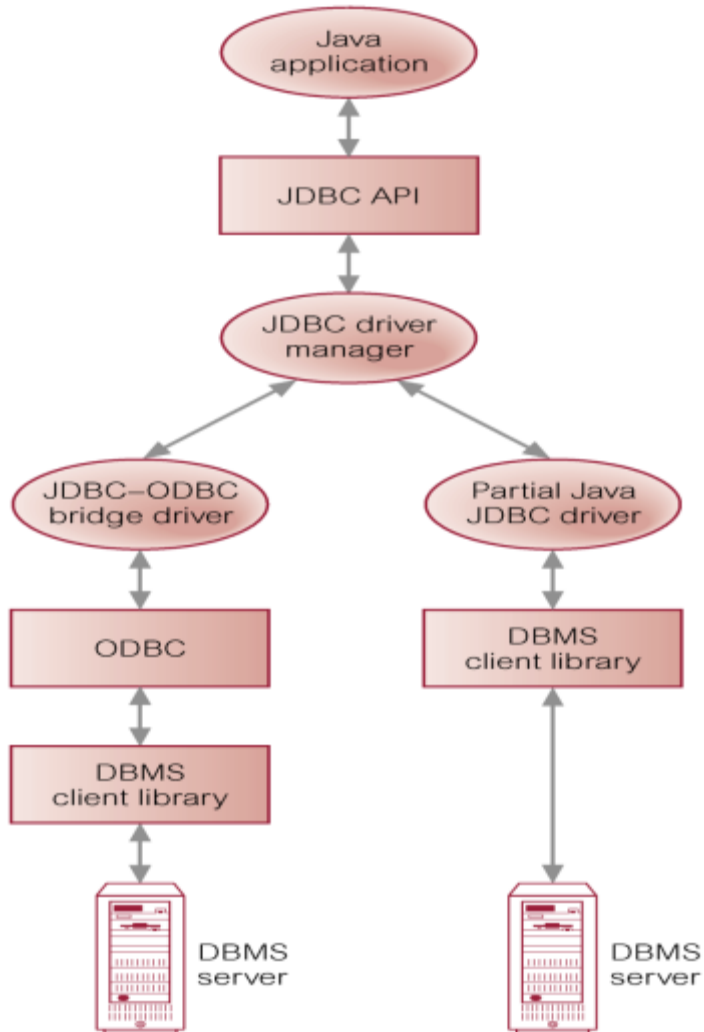 Java
application
JDBC API
JDBC driver
manager
JDBC–ODBC
bridge driver
Partial Java
JDBC driver
ODBC
DBMS
client library
DBMS
client library
DBMS
server
DBMS
server